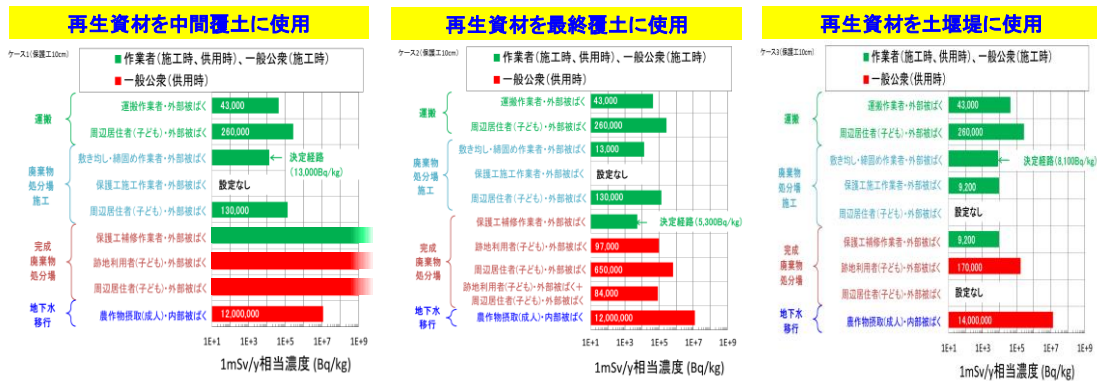 再生資材を中間覆土に使用
ケース1(保護工10cm)
■作業者(施工時、供用時)、一般公衆(施工時)
■一般公衆(供用時)
運搬
運搬作業者・外部被ばく
43,000
周辺居住者(子ども)・外部被ばく
260,000
廃棄物
処分場
施工
敷き均し・締固め作業者・外部被ばく
決定経路
(13,000Bq/kg)
保護工施工作業者・外部被ばく
設定なし
周辺居住者(子ども)・外部被ばく
130,000
完成
廃棄物
処分場
保護工補修作業者・外部被ばく
跡地利用者(子ども)・外部被ばく
周辺居住者(子ども)・外部被ばく
地下水
移行
農作物摂取(成人)・内部被ばく
12,000,000
1E+1 1E+3 1E+5 1E+7 1E+9
1mSv/y相当濃度 (Bq/kg)
再生資材を最終覆土に使用
ケース2(保護工10cm)
■作業者(施工時、供用時)、一般公衆(施工時)
■一般公衆(供用時)
運搬
運搬作業者・外部被ばく
43,000
周辺居住者(子ども)・外部被ばく
260,000
廃棄物
処分場
施工
敷き均し・締固め作業者・外部被ばく
13,000
保護工施工作業者・外部被ばく
設定なし
周辺居住者(子ども)・外部被ばく
130,000
完成
廃棄物
処分場
保護工補修作業者・外部被ばく
決定経路(5,300Bq/kg)
跡地利用者(子ども)・外部被ばく
97,000
周辺居住者(子ども)・外部被ばく
650,000
跡地利用者(子ども)・外部被ばく+
周辺居住者(子ども)・外部被ばく
84,000
地下水
移行
農作物摂取(成人)・内部被ばく
12,000,000
1E+1 1E+3 1E+5 1E+7 1E+9
1mSv/y相当濃度 (Bq/kg)
再生資材を土堰堤に使用
ケース3(保護工10cm)
■作業者(施工時、供用時)、一般公衆(施工時)
■一般公衆(供用時)
運搬
運搬作業者・外部被ばく
43,000
周辺居住者(子ども)・外部被ばく
260,000
廃棄物
処分場
施工
敷き均し・締固め作業者・外部被ばく
決定経路(8,100Bq/kg)
保護工施工作業者・外部被ばく
9,200
周辺居住者(子ども)・外部被ばく
設定なし
完成
廃棄物
処分場
保護工補修作業者・外部被ばく
9,200
跡地利用者(子ども)・外部被ばく
170,000
周辺居住者(子ども)・外部被ばく
設定なし
地下水
移行
農作物摂取(成人)・内部被ばく
14,000,000
1E+1 1E+3 1E+5 1E+7 1E+9
1mSv/y相当濃度 (Bq/kg)